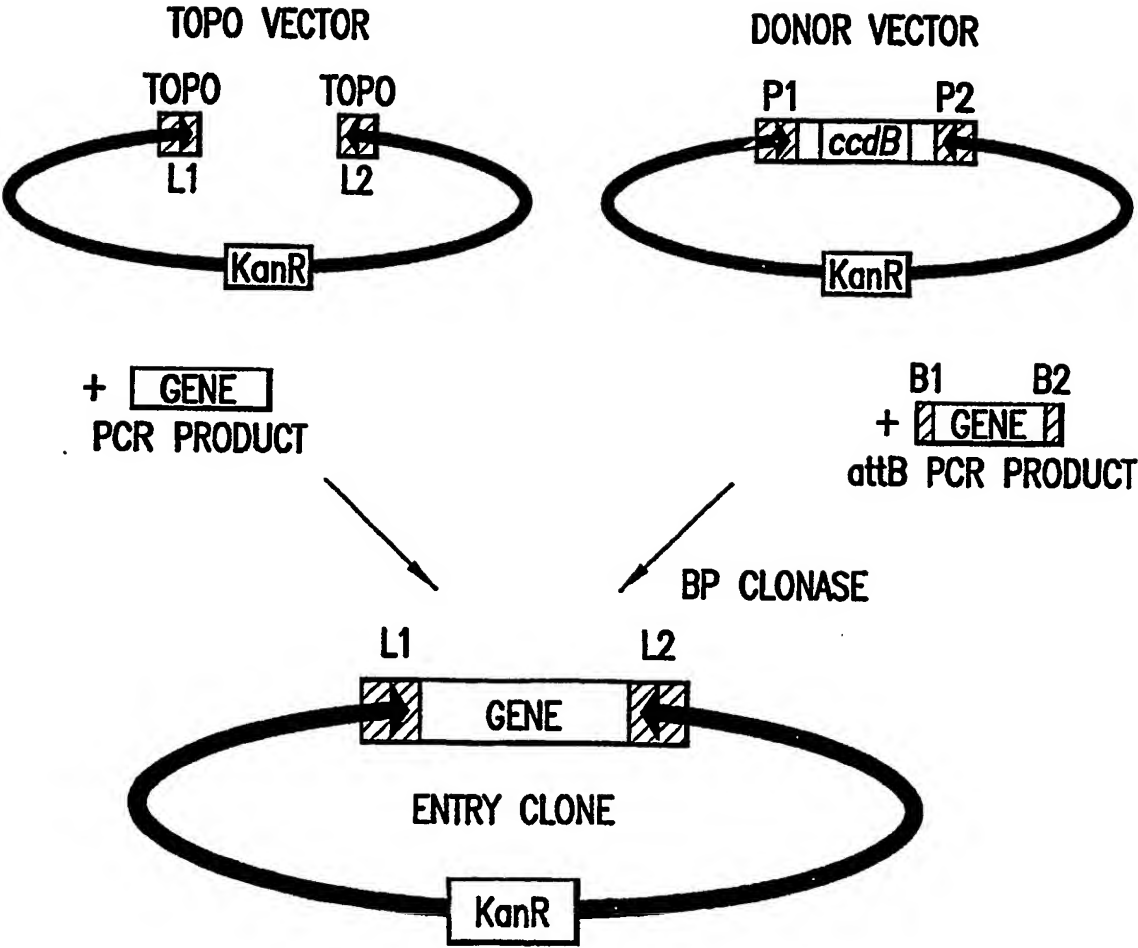 TOPO VECTOR
TOPO TOPO
L1 L2
KanR
+ GENE
PCR PRODUCT
DONOR VECTOR
P1 P2
ccdB
KanR
B1 B2
+ GENE
attB PCR PRODUCT
BP CLONASE
L1 L2
GENE
ENTRY CLONE
KanR